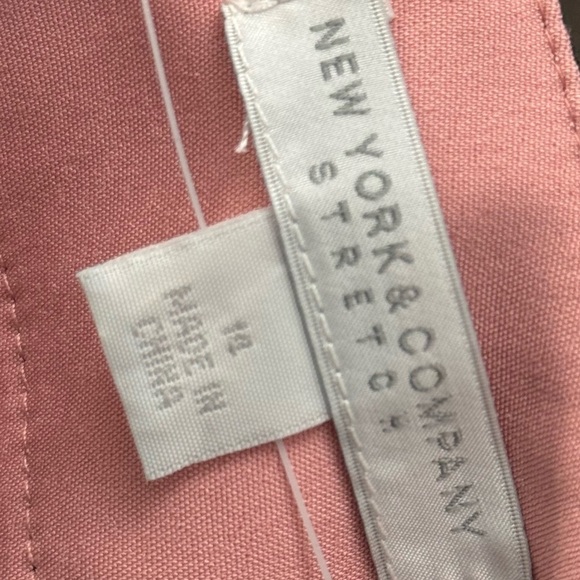 NEW YORK & COMPANY
STRETCH
14
MADE IN
CHINA